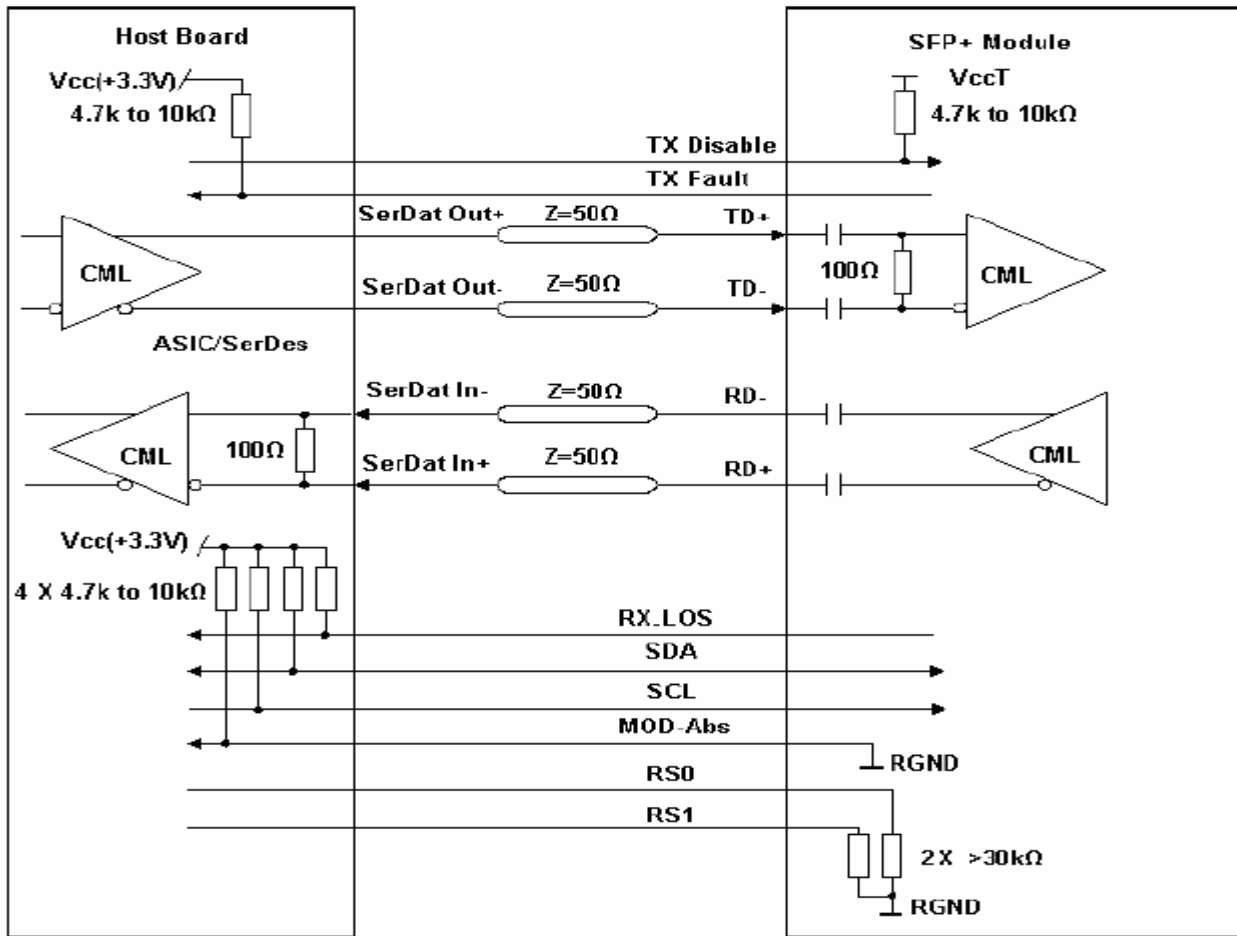 Host Board
SFP+ Module
Vcc(+3.3V)
4.7k to 10kΩ
VccT
4.7k to 10kΩ
TX Disable
TX Fault
SerDat Out+
Z=50Ω
TD+
CML
100Ω
CML
SerDat Out-
Z=50Ω
TD-
ASIC/SerDes
SerDat In-
Z=50Ω
RD-
CML
100Ω
CML
SerDat In+
Z=50Ω
RD+
Vcc(+3.3V)
4 X 4.7k to 10kΩ
RX_LOS
SDA
SCL
MOD-Abs
RGND
RS0
RS1
2X >30kΩ
RGND